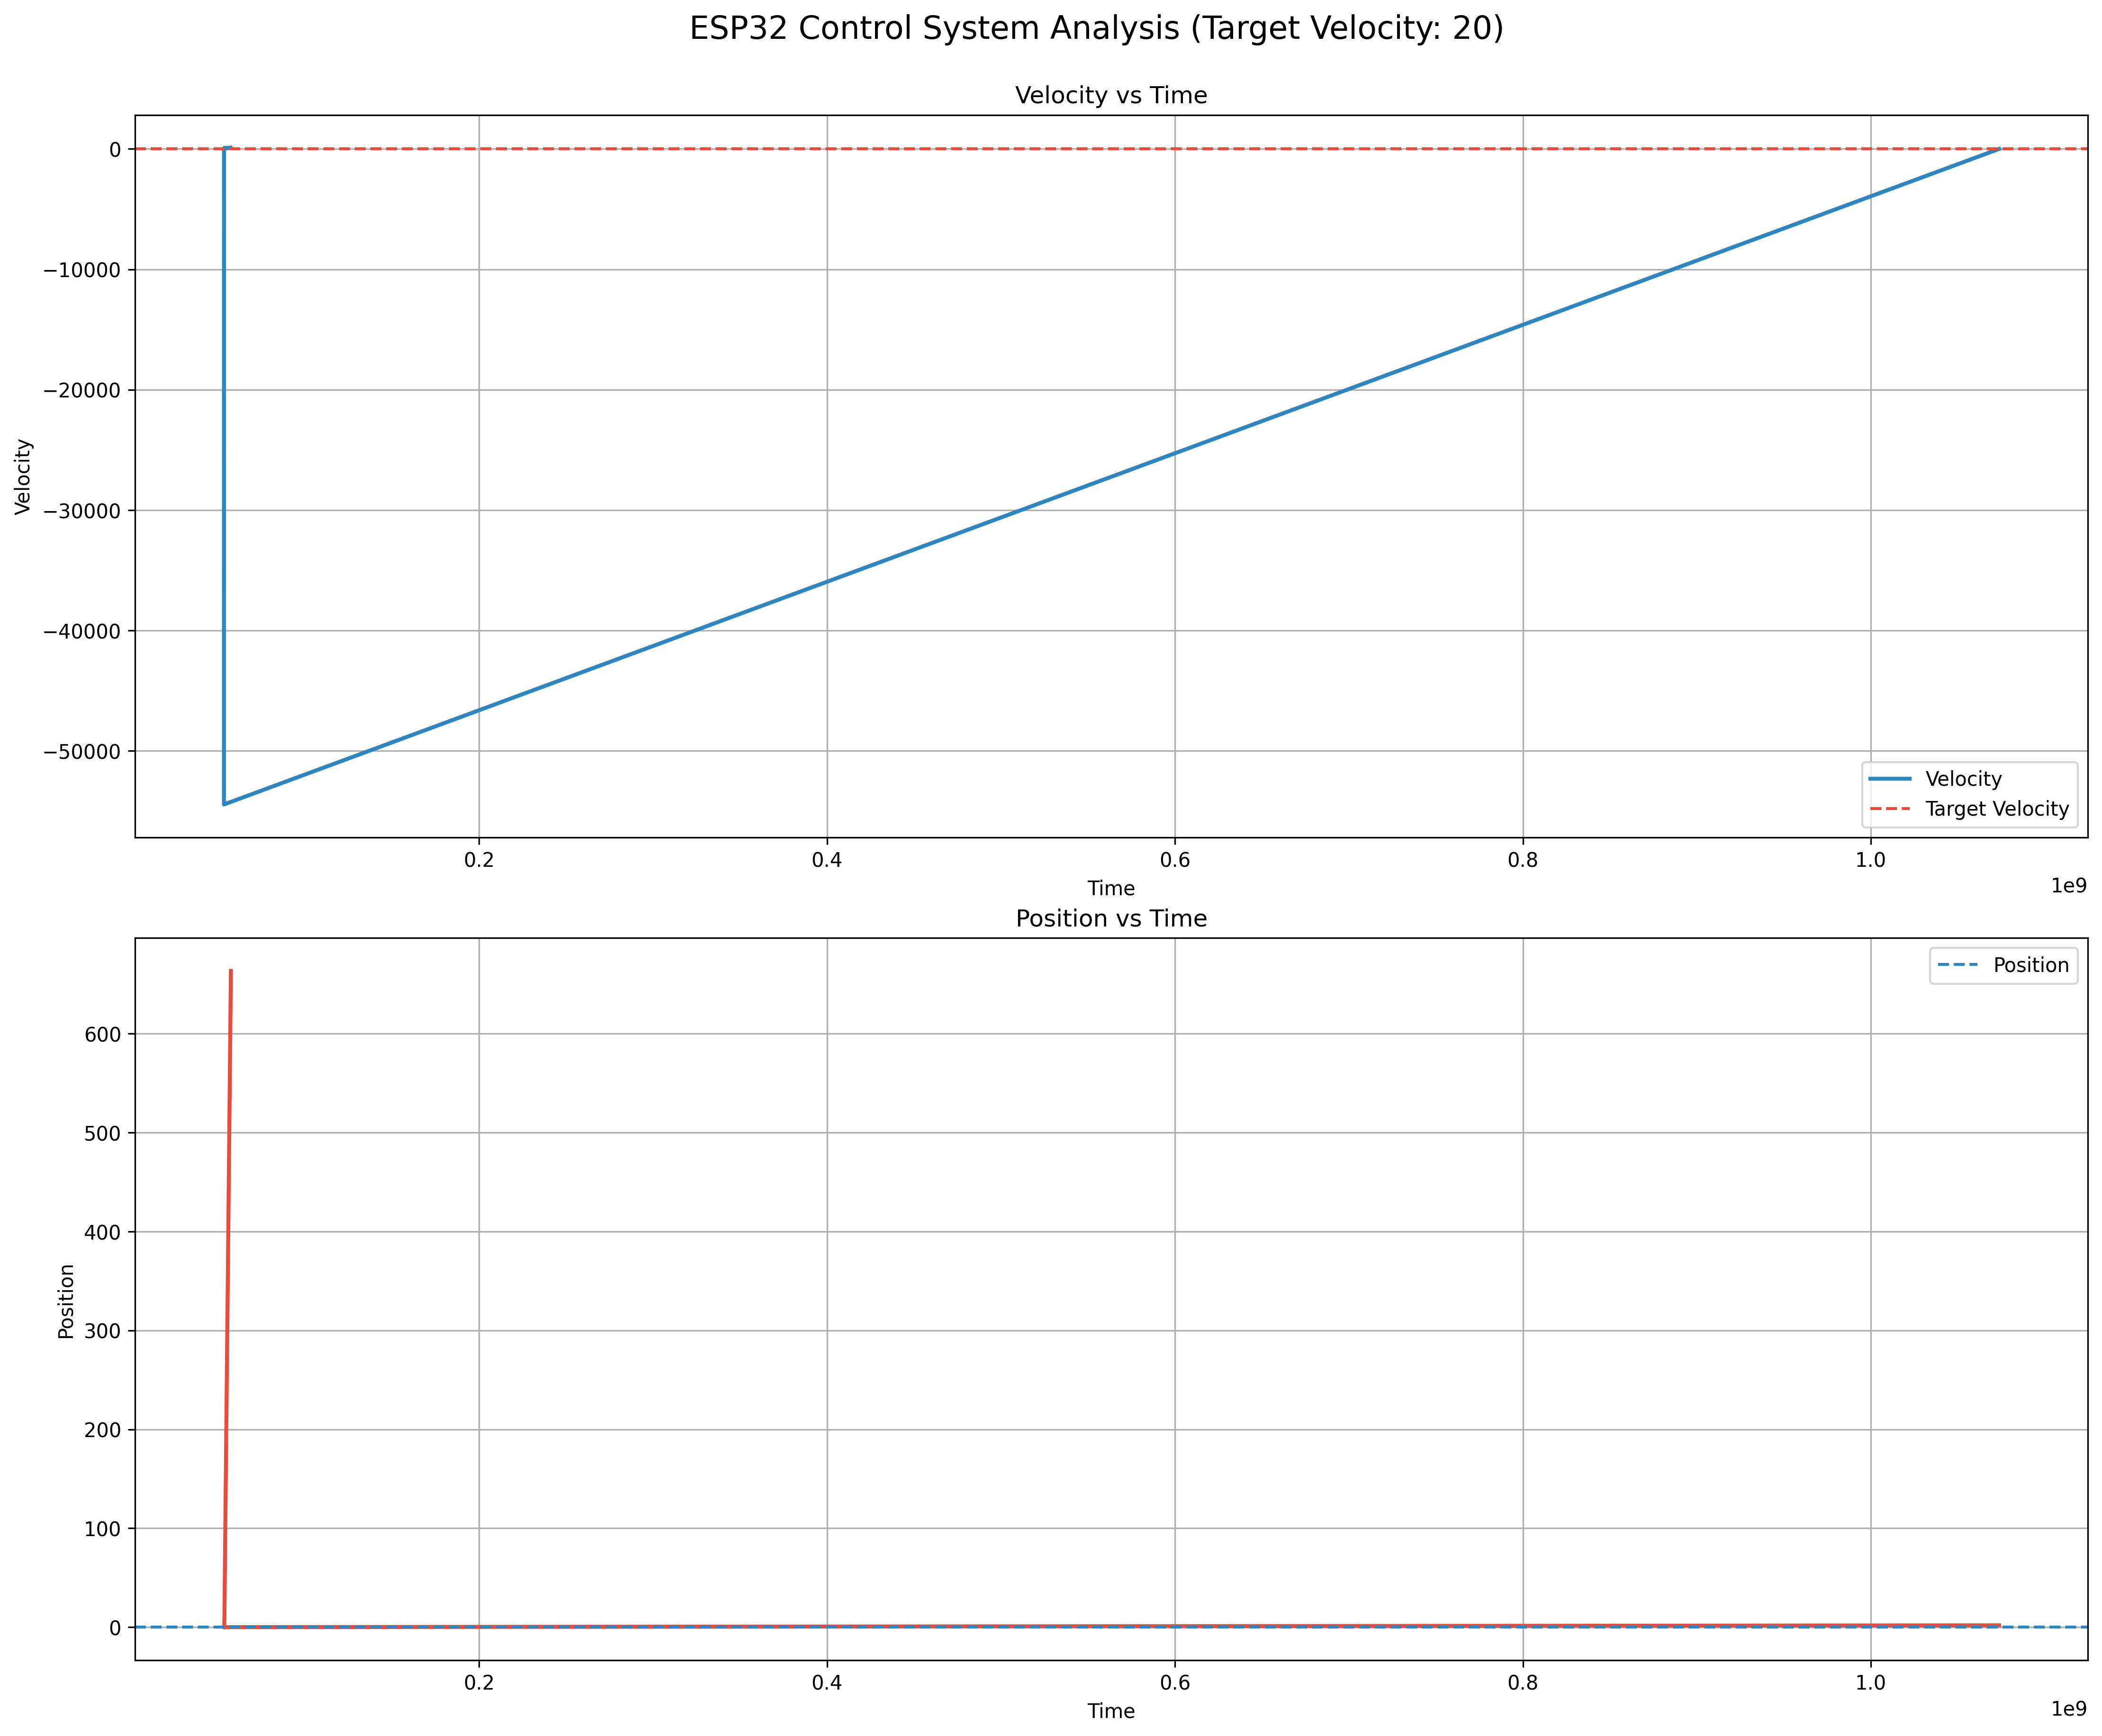 ESP32 Control System Analysis (Target Velocity: 20)
Velocity vs Time
0
−10000
−20000
−30000
−40000
−50000
Velocity
Velocity
Target Velocity
0.2 0.4 0.6 0.8 1.0
Time
1e9
Position vs Time
Position
600
500
400
300
200
100
0
Position
0.2 0.4 0.6 0.8 1.0
Time
1e9